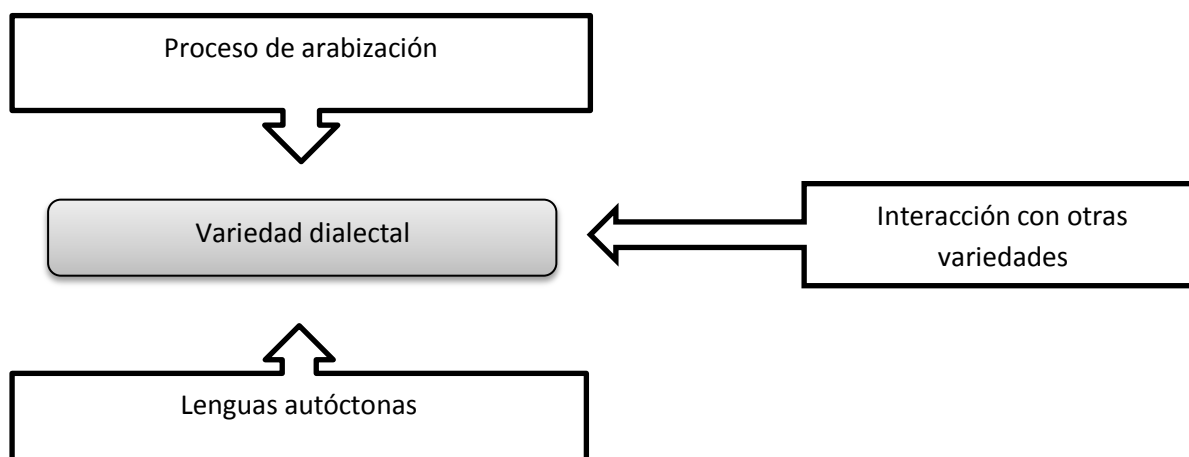 Proceso de arabización
Variedad dialectal
Interacción con otras
variedades
Lenguas autóctonas